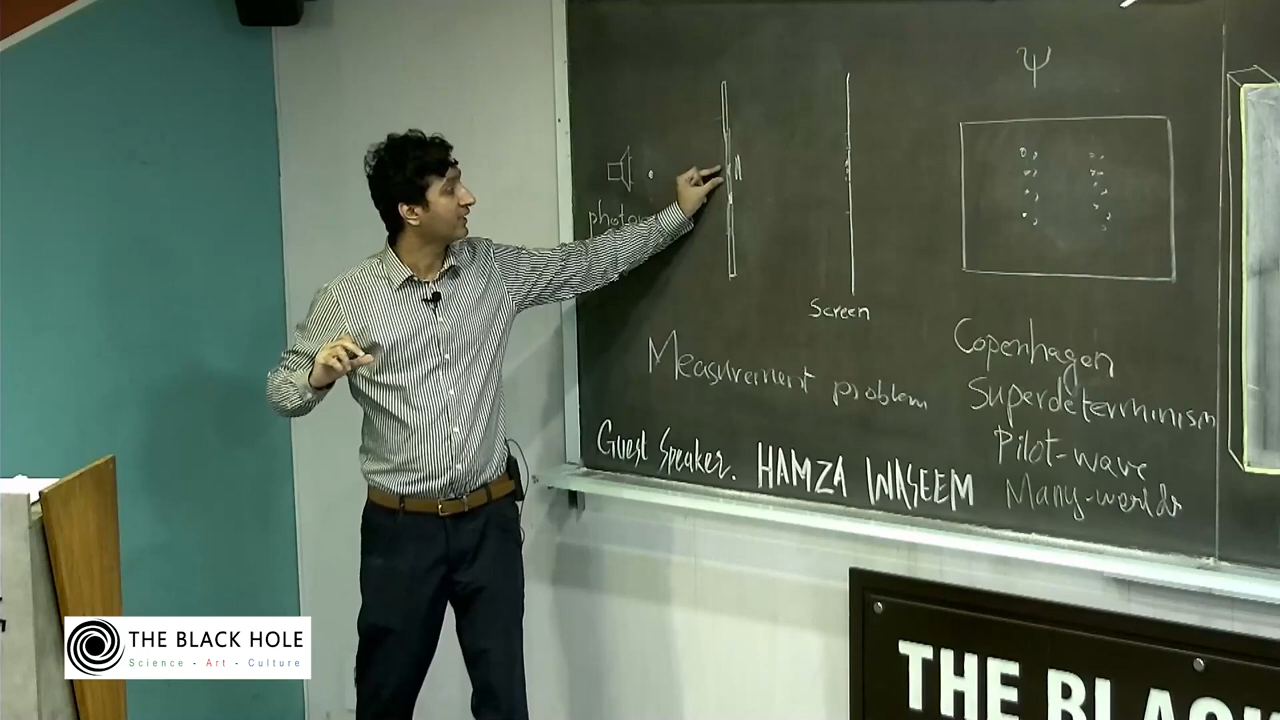 Ψ
photon
Screen
Measurement problem
Copenhagen
Superdeterminism
Pilot-wave
Many-worlds
Guest Speaker. HAMZA WASEEM
THE BLACK HOLE
Science - Art - Culture
THE BLAC